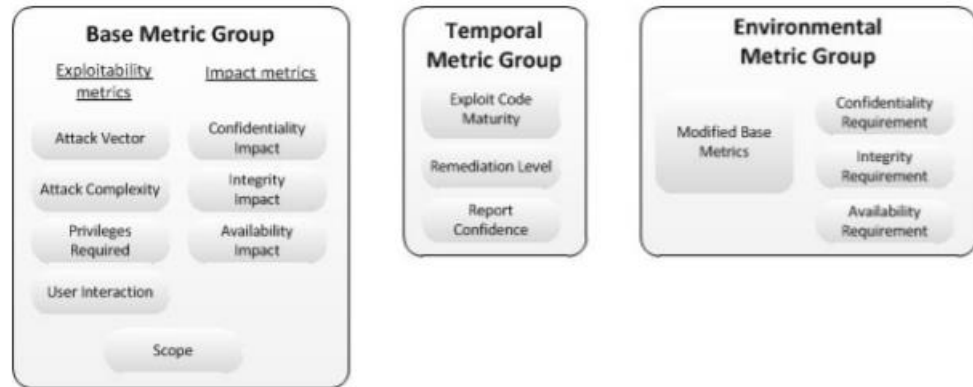 Base Metric Group
Exploitability
metrics
Attack Vector
Attack Complexity
Privileges
Required
User Interaction
Impact metrics
Confidentiality
Impact
Integrity
Impact
Availability
Impact
Scope
Temporal
Metric Group
Exploit Code
Maturity
Remediation Level
Report
Confidence
Environmental
Metric Group
Modified Base
Metrics
Confidentiality
Requirement
Integrity
Requirement
Availability
Requirement